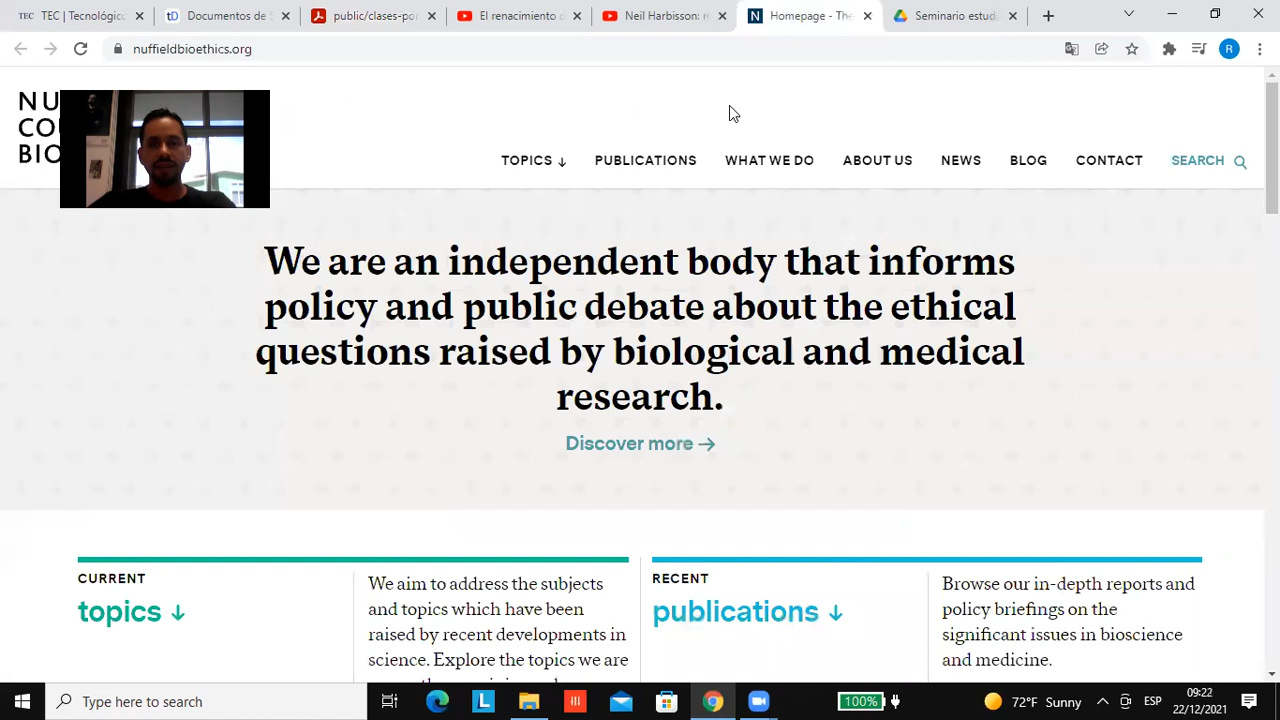 TEC | Tecnológic
Documentos de S
public/clases-por
El renacimiento d
Neil Harbisson: m
Homepage - The
Seminario estudi
nuffieldbioethics.org
R
NU
COU
BIO
TOPICS ↓
PUBLICATIONS
WHAT WE DO
ABOUT US
NEWS
BLOG
CONTACT
SEARCH
We are an independent body that informs
policy and public debate about the ethical
questions raised by biological and medical
research.
Discover more →
CURRENT
topics ↓
We aim to address the subjects
and topics which have been
raised by recent developments in
science. Explore the topics we are
RECENT
publications ↓
Browse our in-depth reports and
policy briefings on the
significant issues in bioscience
and medicine.
Type here to search
L
100%
72°F Sunny
ESP
09:22
22/12/2021